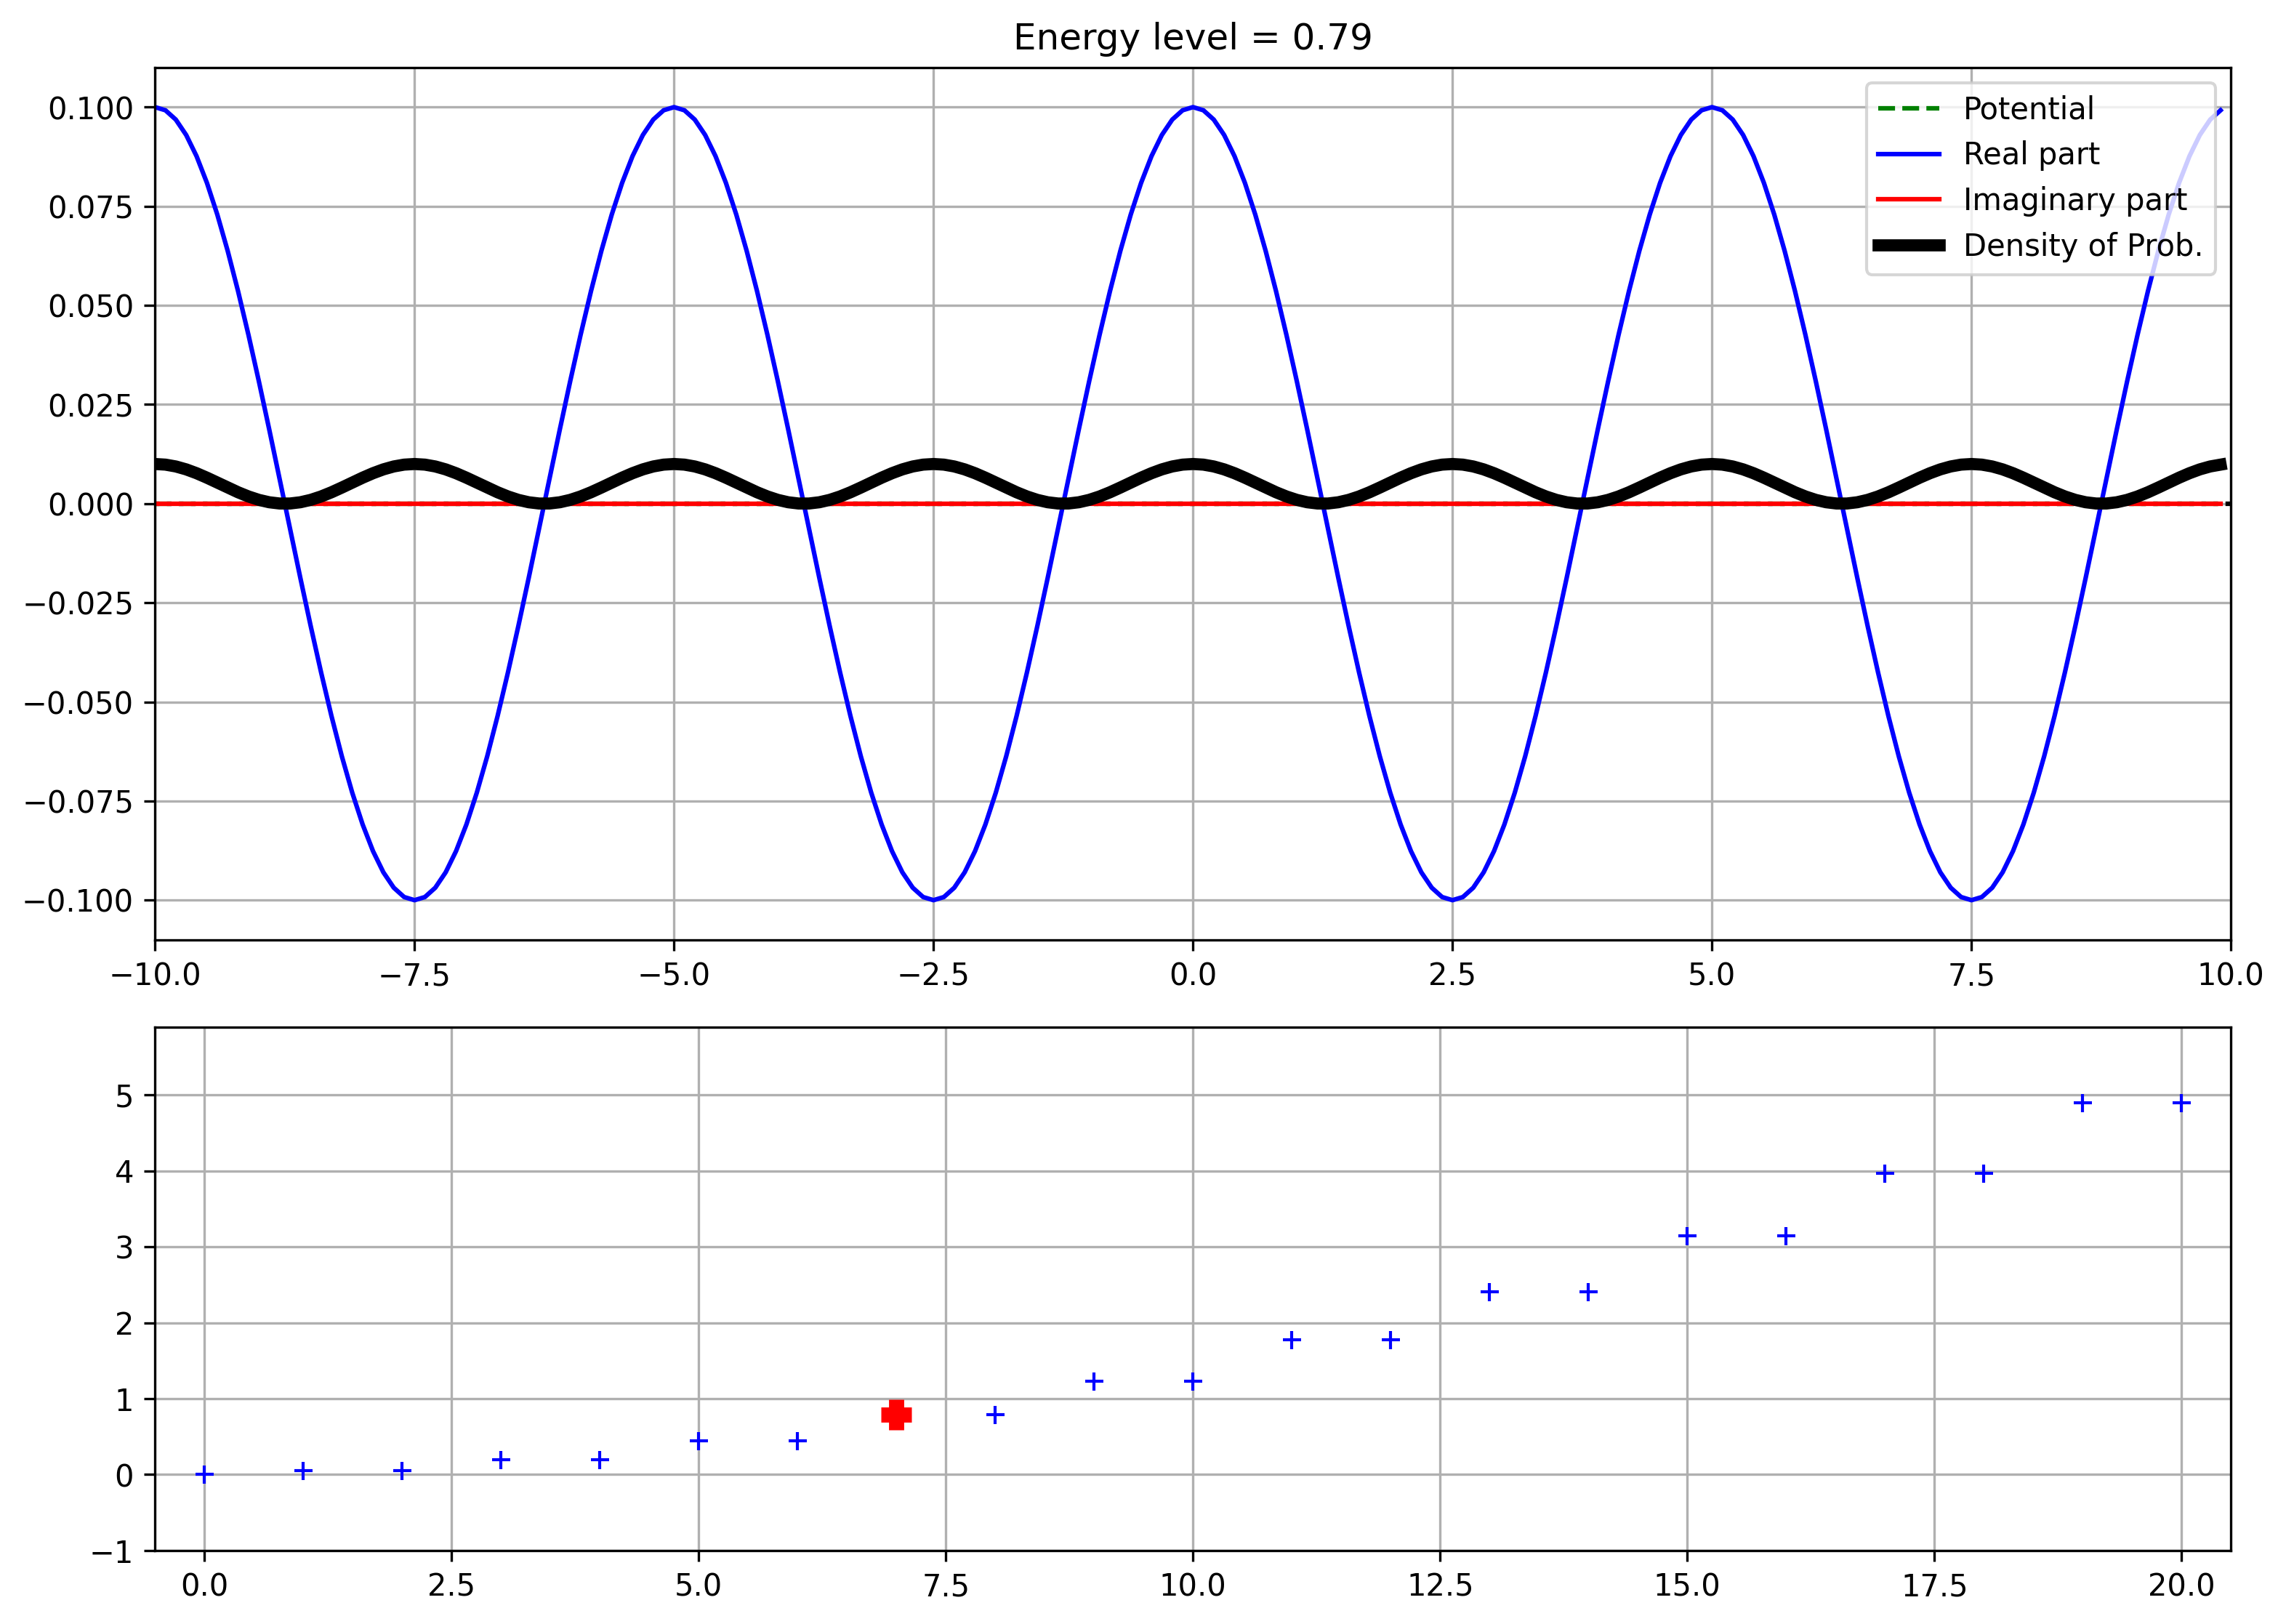 Energy level = 0.79
Potential
Real part
Imaginary part
Density of Prob.
0.100
0.075
0.050
0.025
0.000
−0.025
−0.050
−0.075
−0.100
−10.0 −7.5 −5.0 −2.5 0.0 2.5 5.0 7.5 10.0
5
4
3
2
1
0
−1
0.0 2.5 5.0 7.5 10.0 12.5 15.0 17.5 20.0